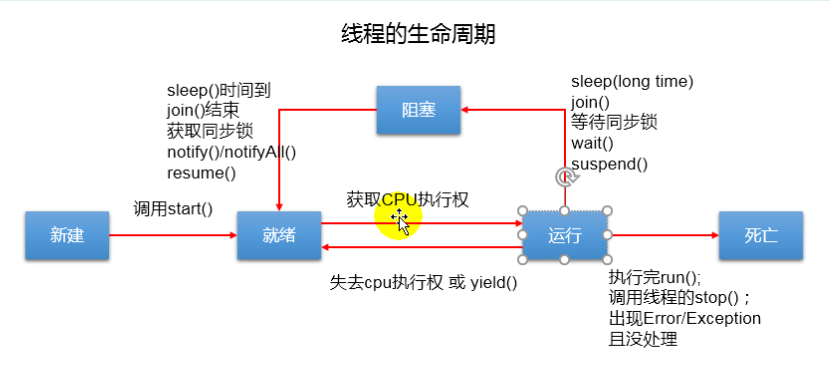 线程的生命周期
sleep()时间到
join()结束
获取同步锁
notify()/notifyAll()
resume()
阻塞
sleep(long time)
join()
等待同步锁
wait()
suspend()
调用start()
获取CPU执行权
新建
就绪
运行
死亡
失去cpu执行权 或 yield()
执行完run();
调用线程的stop()；
出现Error/Exception
且没处理